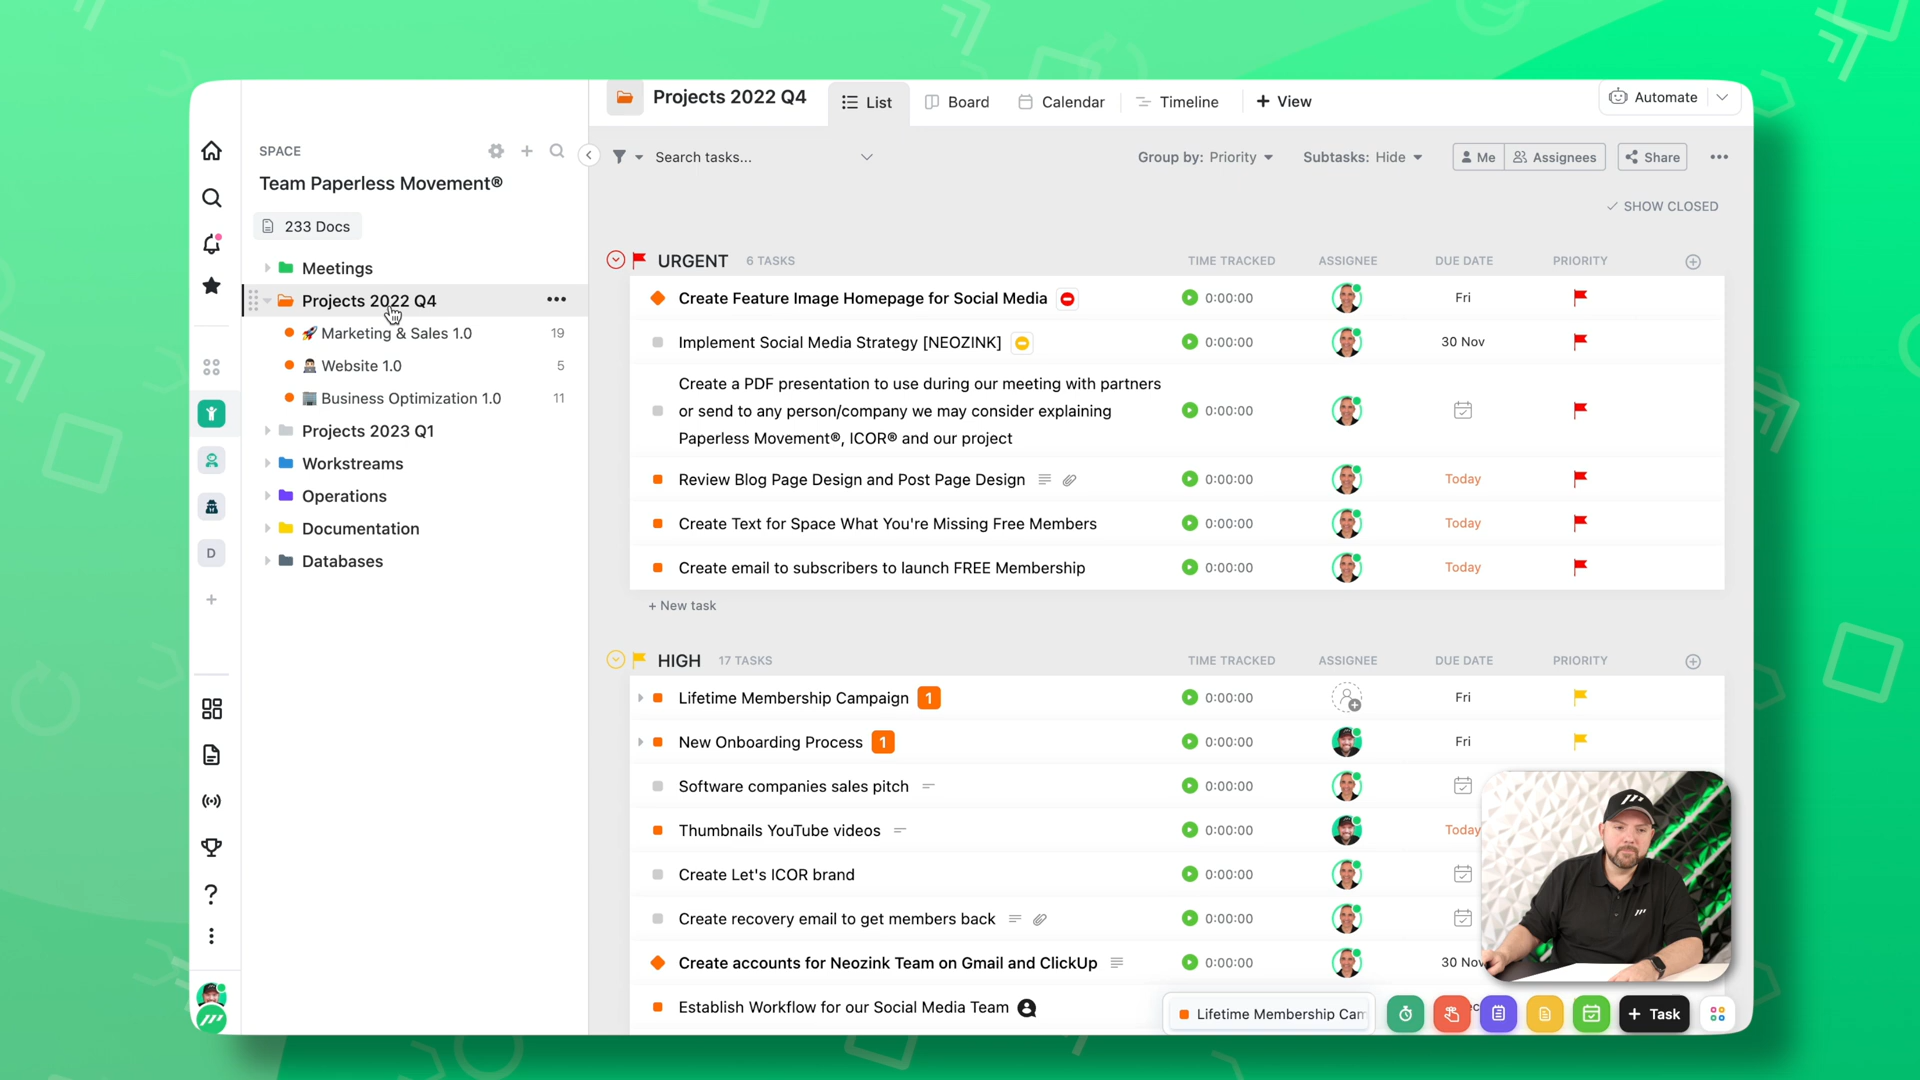 SPACE
Team Paperless Movement®
233 Docs
Meetings
Projects 2022 Q4
🚀 Marketing & Sales 1.0 19
👨🏻‍💻 Website 1.0 5
🏢 Business Optimization 1.0 11
Projects 2023 Q1
Workstreams
Operations
Documentation
Databases
D
Projects 2022 Q4
List
Board
Calendar
Timeline
+ View
Automate
Search tasks...
Group by: Priority
Subtasks: Hide
Me
Assignees
Share
SHOW CLOSED
URGENT 6 TASKS TIME TRACKED ASSIGNEE DUE DATE PRIORITY
Create Feature Image Homepage for Social Media 0:00:00 Fri
Implement Social Media Strategy [NEOZINK] 0:00:00 30 Nov
Create a PDF presentation to use during our meeting with partners
or send to any person/company we may consider explaining 0:00:00
Paperless Movement®, ICOR® and our project
Review Blog Page Design and Post Page Design 0:00:00 Today
Create Text for Space What You're Missing Free Members 0:00:00 Today
Create email to subscribers to launch FREE Membership 0:00:00 Today
+ New task
HIGH 17 TASKS TIME TRACKED ASSIGNEE DUE DATE PRIORITY
Lifetime Membership Campaign 1 0:00:00 Fri
New Onboarding Process 1 0:00:00 Fri
Software companies sales pitch 0:00:00
Thumbnails YouTube videos 0:00:00 Today
Create Let's ICOR brand 0:00:00
Create recovery email to get members back 0:00:00
Create accounts for Neozink Team on Gmail and ClickUp 0:00:00 30 Nov
Establish Workflow for our Social Media Team
Lifetime Membership Cam
+ Task